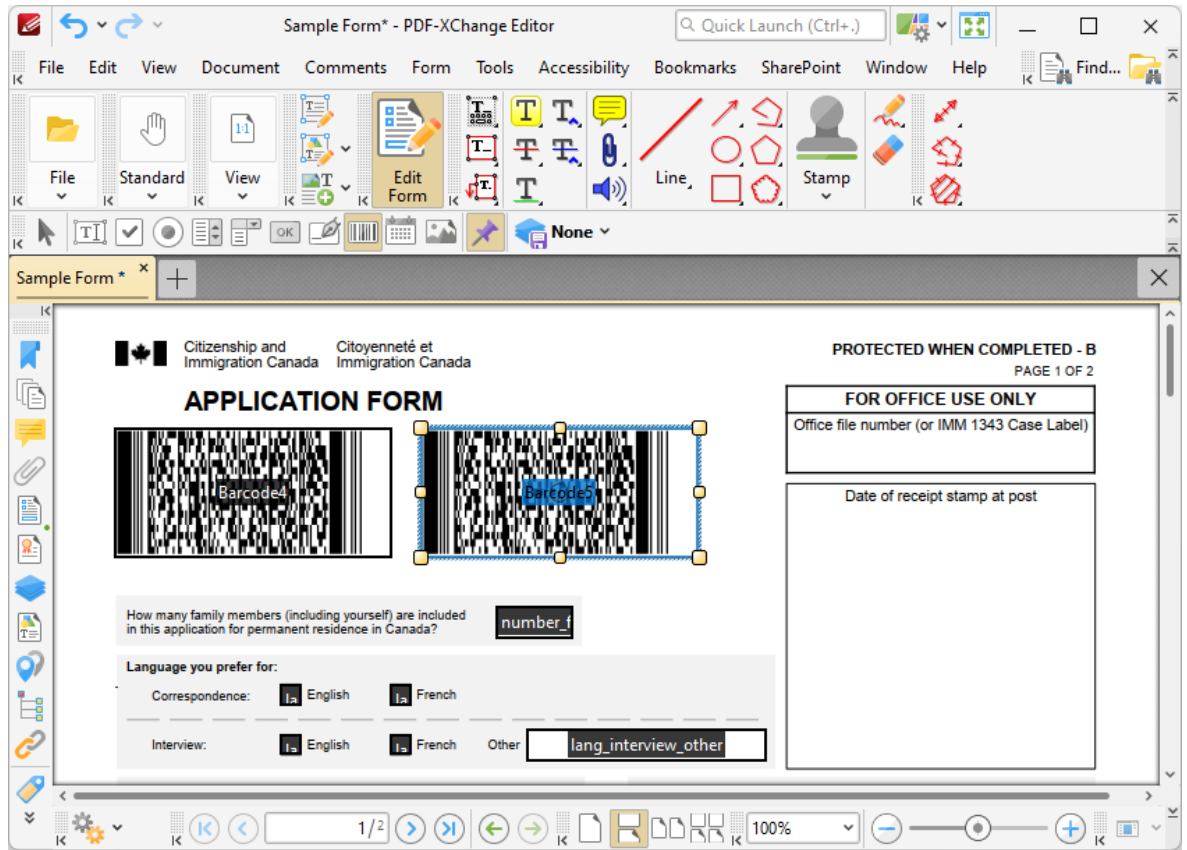 Sample Form* - PDF-XChange Editor
Quick Launch (Ctrl+.)
File Edit View Document Comments Form Tools Accessibility Bookmarks SharePoint Window Help Find...
File Standard View Edit Form Line Stamp
OK None
Sample Form *
Citizenship and Immigration Canada
Citoyenneté et Immigration Canada
PROTECTED WHEN COMPLETED - B
PAGE 1 OF 2
APPLICATION FORM
FOR OFFICE USE ONLY
Office file number (or IMM 1343 Case Label)
Barcode4 Barcode5
Date of receipt stamp at post
How many family members (including yourself) are included
in this application for permanent residence in Canada?
number_f
Language you prefer for:
Correspondence: la English la French
Interview: la English la French Other lang_interview_other
1/2 100%